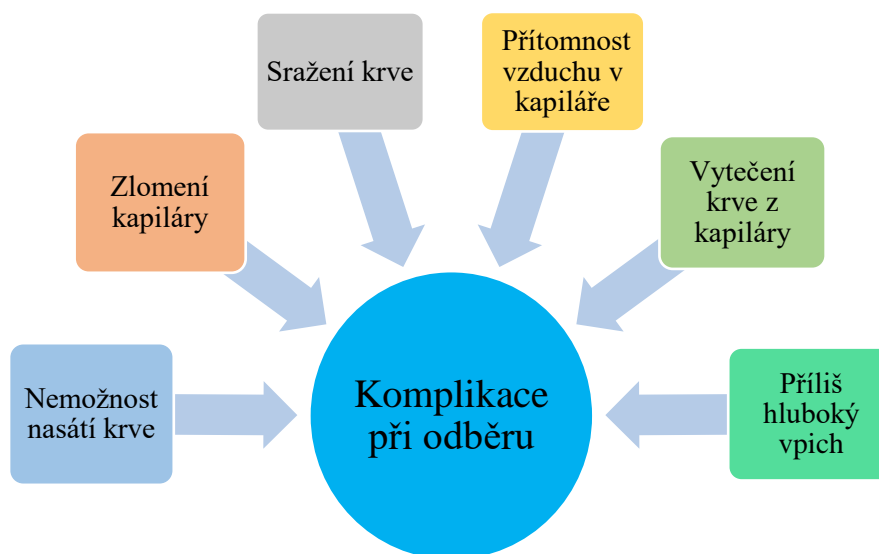 Nemožnost
nasátí krve
Zlomení
kapiláry
Sražení krve
Přítomnost
vzduchu v
kapiláře
Vytečení
krve z
kapiláry
Příliš
hluboký
vpich
Komplikace
při odběru